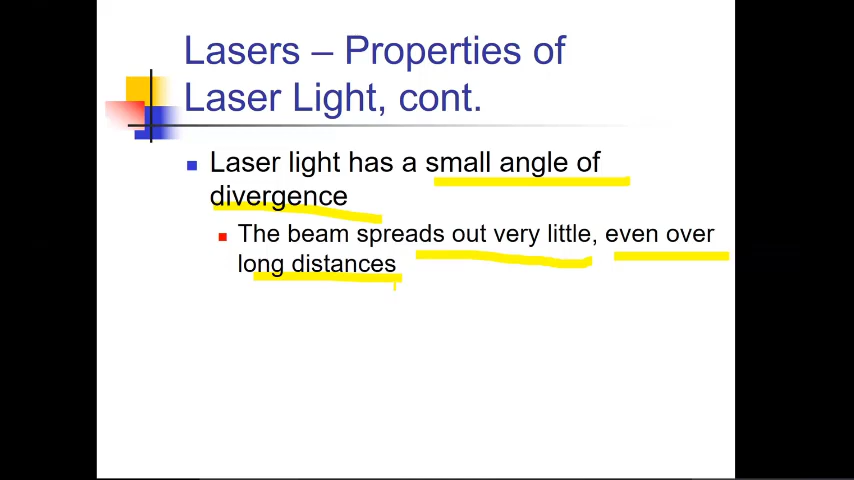 Lasers – Properties of
Laser Light, cont.
Laser light has a small angle of
divergence
The beam spreads out very little, even over
long distances